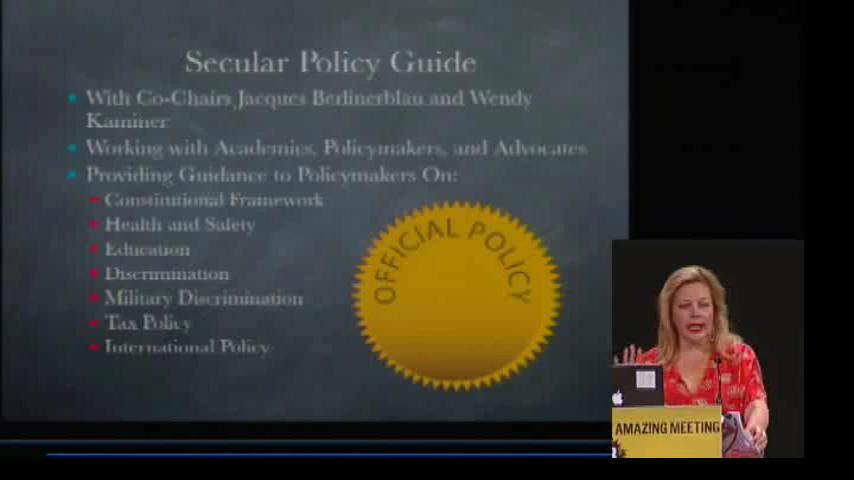 Secular Policy Guide
With Co-Chairs Jacques Berlinerblau and Wendy
Kaminer
Working with Academics, Policymakers, and Advocates
Providing Guidance to Policymakers On:
Constitutional Framework
Health and Safety
Education
Discrimination
Military Discrimination
Tax Policy
International Policy
OFFICIAL POLICY
AMAZING MEETING